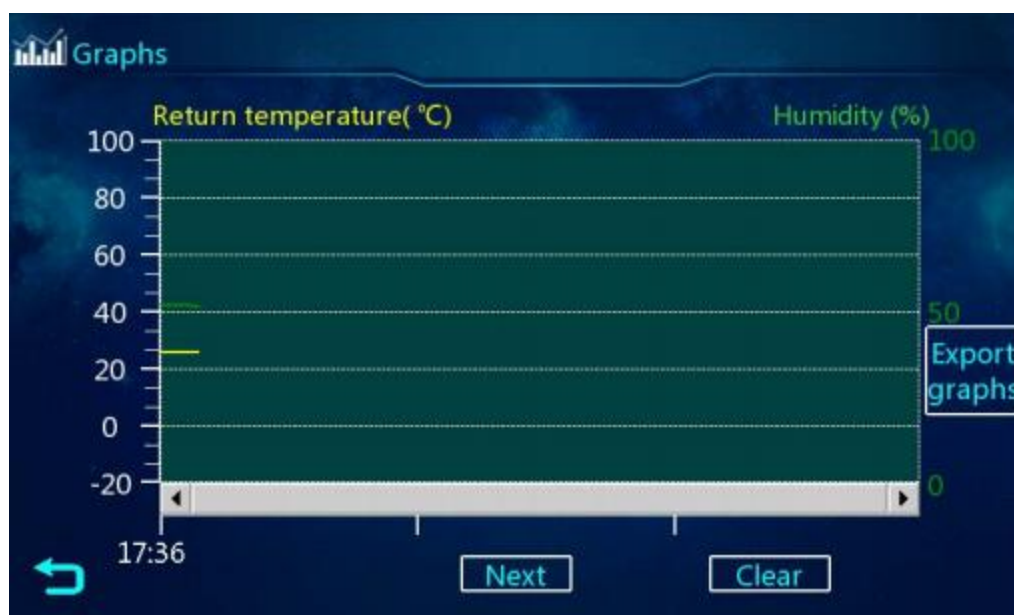 Graphs
Return temperature( ℃)
Humidity (%)
100
100
80
60
40
50
Export
graphs
20
0
-20
0
17:36
Next
Clear